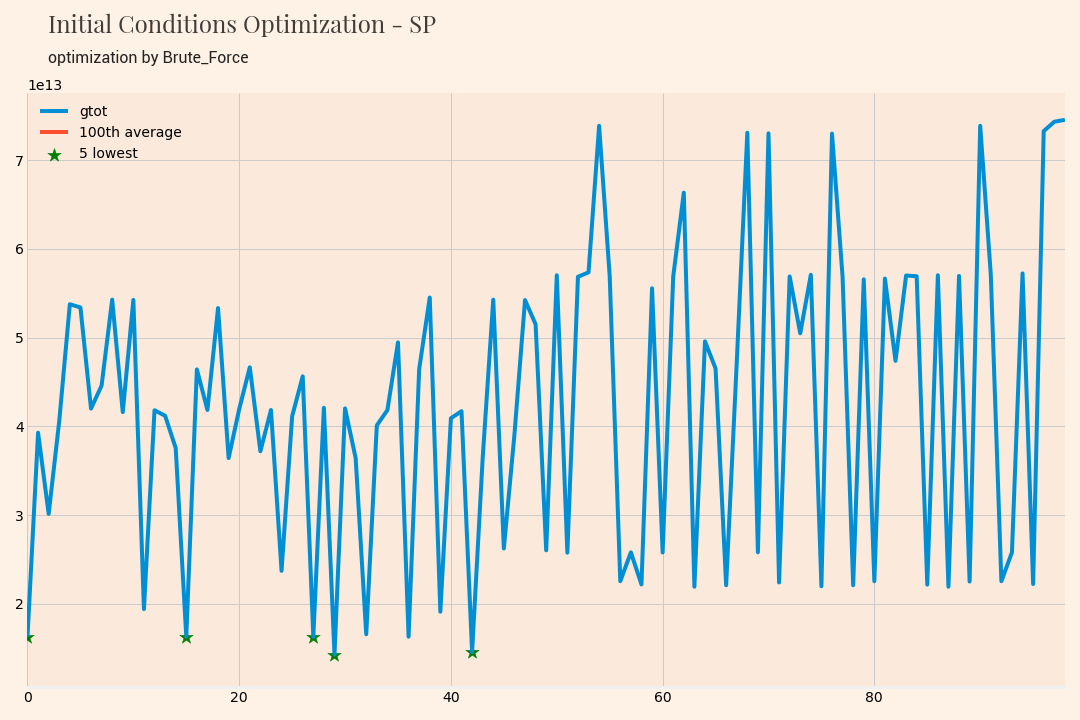 Initial Conditions Optimization - SP
optimization by Brute_Force
1e13
gtot
100th average
5 lowest
7
6
5
4
3
2
0 20 40 60 80